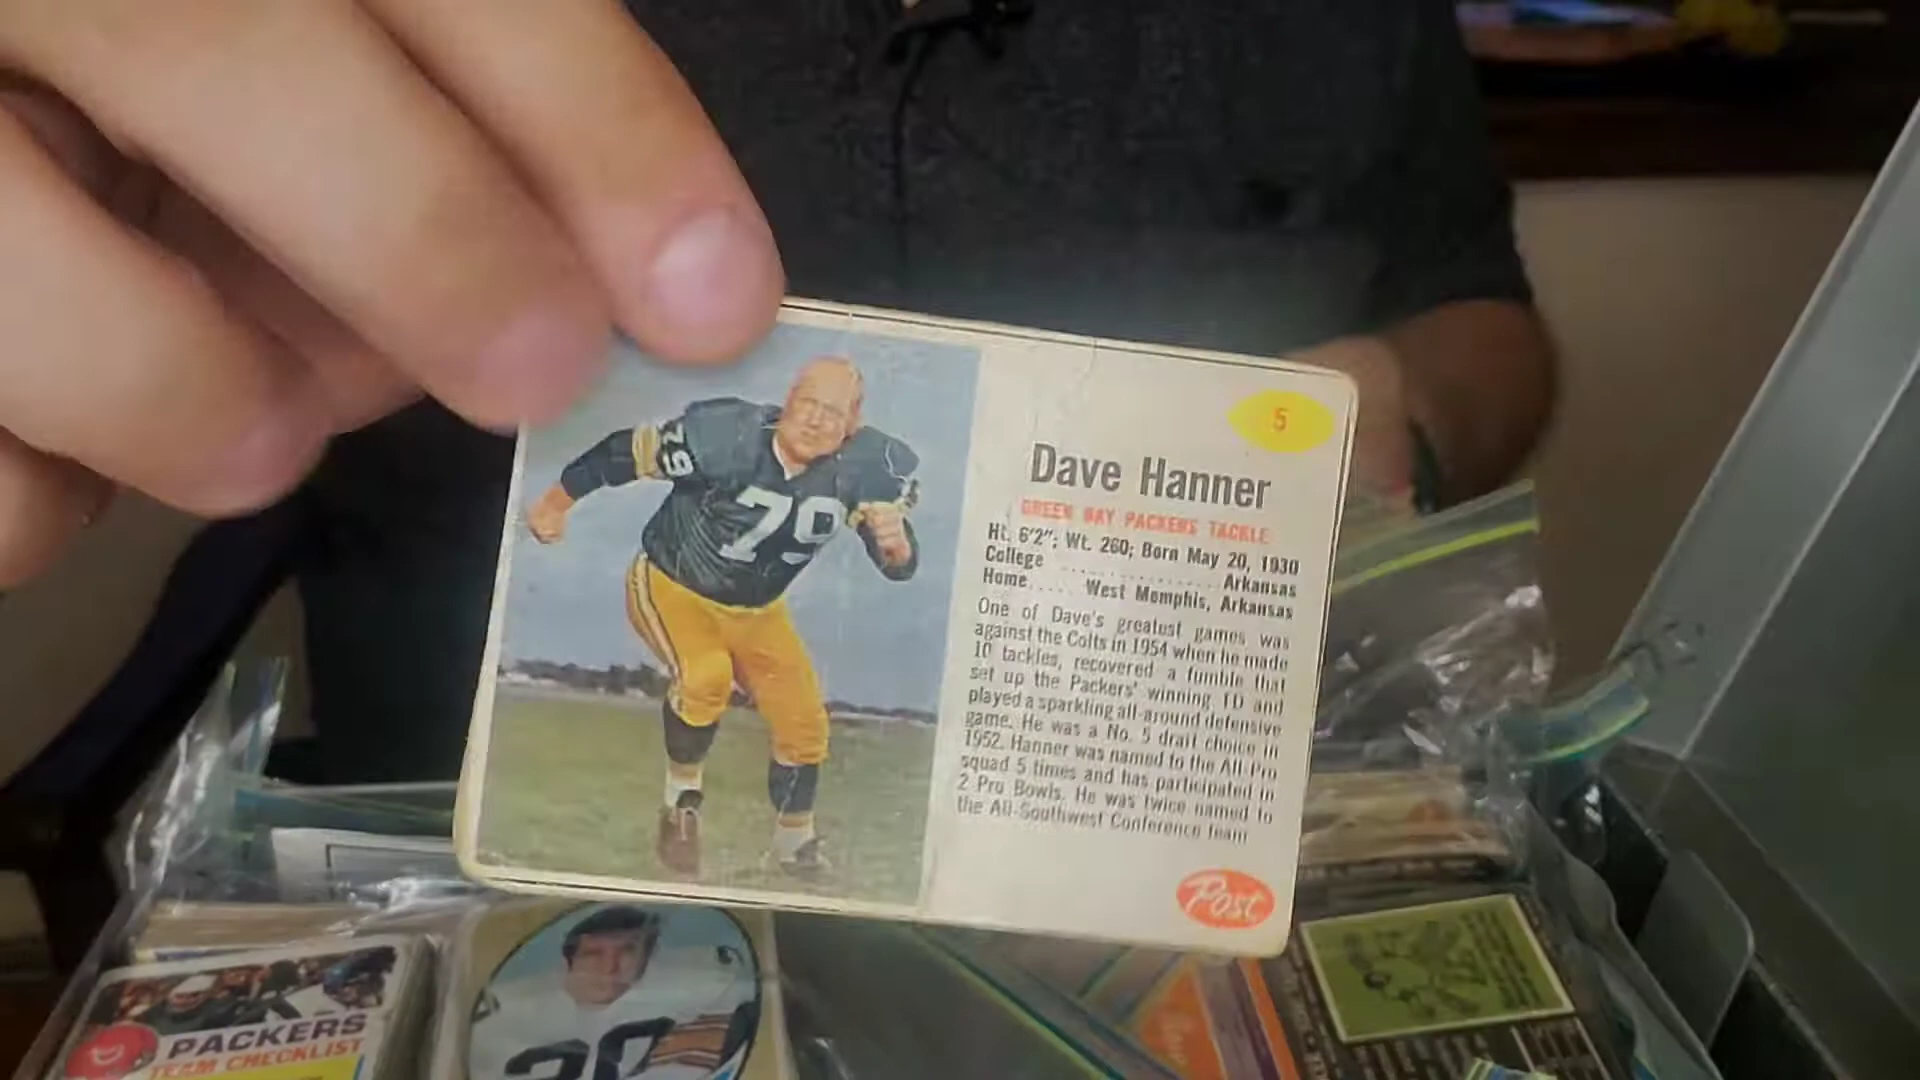 5
Dave Hanner
GREEN BAY PACKERS TACKLE
Ht. 6'2"; Wt. 260; Born May 20, 1930
College ................ Arkansas
Home..... West Memphis, Arkansas
One of Dave's greatest games was
against the Colts in 1954 when he made
10 tackles, recovered a fumble that
set up the Packers' winning TD and
played a sparkling all-around defensive
game. He was a No. 5 draft choice in
1952. Hanner was named to the All-Pro
squad 5 times and has participated in
2 Pro Bowls. He was twice named to
the All-Southwest Conference team
Post
79
79
PACKERS
TEAM CHECKLIST